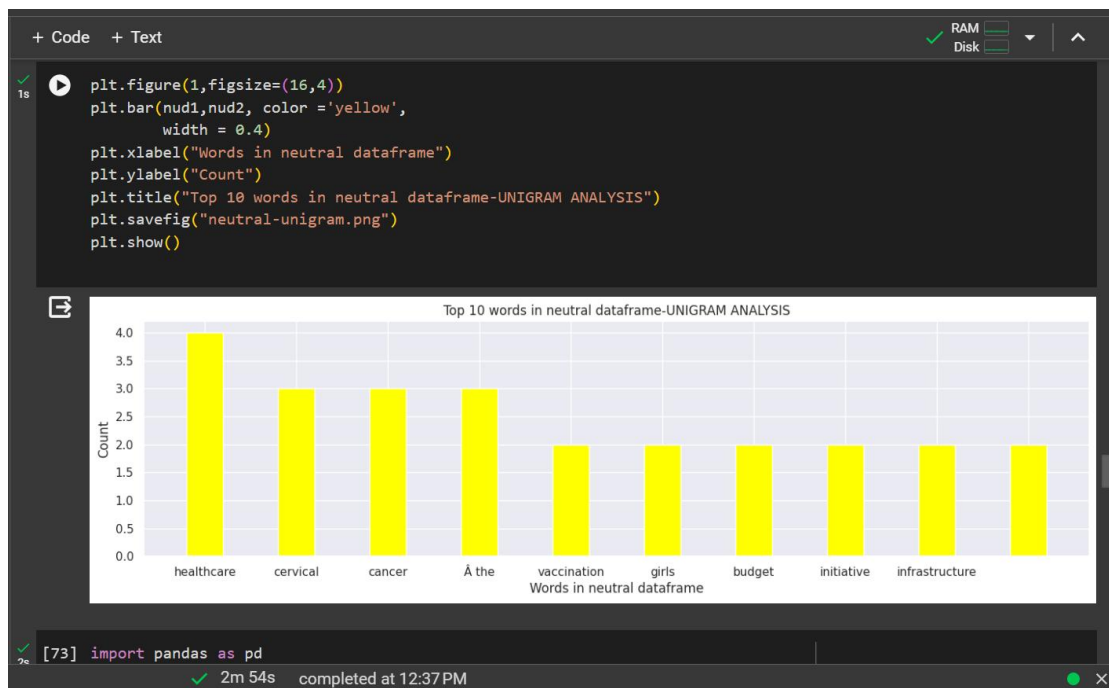 + Code + Text
RAM
Disk
1s
plt.figure(1,figsize=(16,4))
plt.bar(nud1,nud2, color ='yellow',
width = 0.4)
plt.xlabel("Words in neutral dataframe")
plt.ylabel("Count")
plt.title("Top 10 words in neutral dataframe-UNIGRAM ANALYSIS")
plt.savefig("neutral-unigram.png")
plt.show()
Top 10 words in neutral dataframe-UNIGRAM ANALYSIS
4.0
3.5
3.0
2.5
2.0
1.5
1.0
0.5
0.0
Count
healthcare cervical cancer Â the vaccination girls budget initiative infrastructure
Words in neutral dataframe
2s
[73] import pandas as pd
2m 54s completed at 12:37 PM